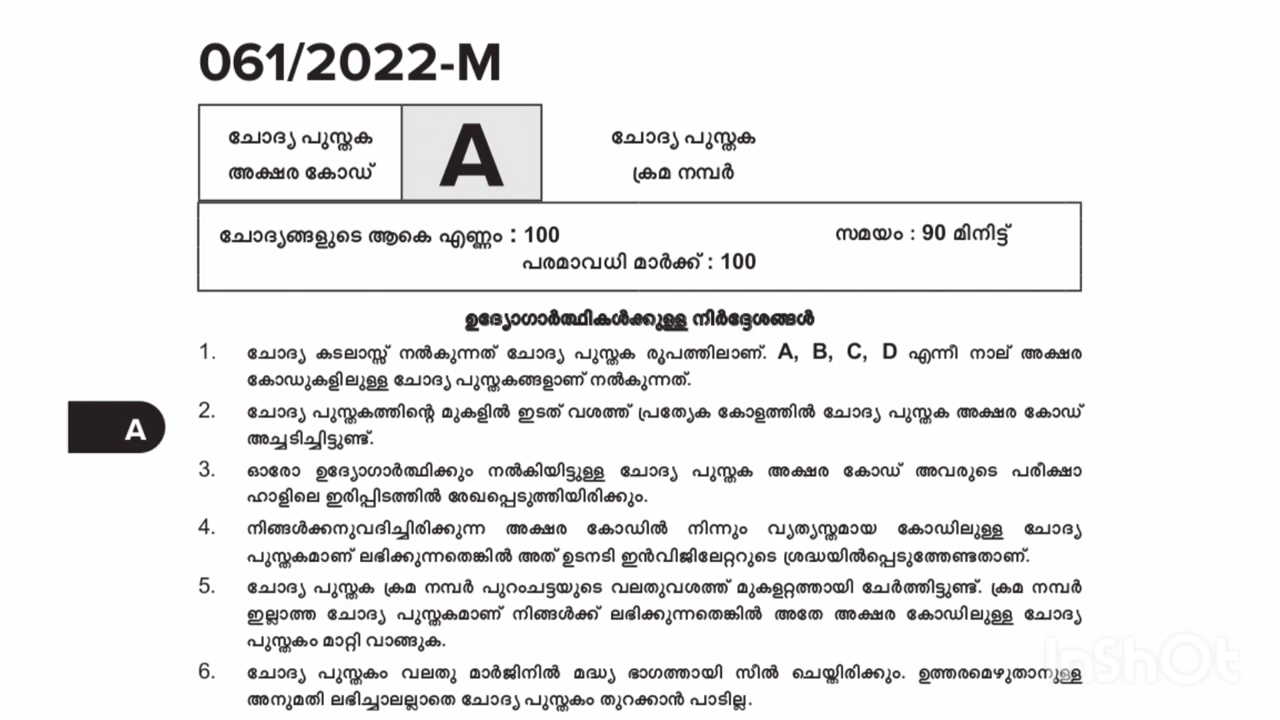 061/2022-M
ചോദ്യ പുസ്തക
അക്ഷര കോഡ്
A
ചോദ്യ പുസ്തക
ക്രമ നമ്പർ
ചോദ്യങ്ങളുടെ ആകെ എണ്ണം : 100
സമയം : 90 മിനിട്ട്
പരമാവധി മാർക്ക് : 100
ഉദ്യോഗാർത്ഥികൾക്കുള്ള നിർദ്ദേശങ്ങൾ
1. ചോദ്യ കടലാസ്സ് നൽകുന്നത് ചോദ്യ പുസ്തക രൂപത്തിലാണ്. A, B, C, D എന്നീ നാല് അക്ഷര
കോഡുകളിലുള്ള ചോദ്യ പുസ്തകങ്ങളാണ് നൽകുന്നത്.
2. ചോദ്യ പുസ്തകത്തിന്റെ മുകളിൽ ഇടത് വശത്ത് പ്രത്യേക കോളത്തിൽ ചോദ്യ പുസ്തക അക്ഷര കോഡ്
അച്ചടിച്ചിട്ടുണ്ട്.
A
3. ഓരോ ഉദ്യോഗാർത്ഥിക്കും നൽകിയിട്ടുള്ള ചോദ്യ പുസ്തക അക്ഷര കോഡ് അവരുടെ പരീക്ഷാ
ഹാളിലെ ഇരിപ്പിടത്തിൽ രേഖപ്പെടുത്തിയിരിക്കും.
4. നിങ്ങൾക്കനുവദിച്ചിരിക്കുന്ന അക്ഷര കോഡിൽ നിന്നും വ്യത്യസ്തമായ കോഡിലുള്ള ചോദ്യ
പുസ്തകമാണ് ലഭിക്കുന്നതെങ്കിൽ അത് ഉടനടി ഇൻവിജിലേറ്ററുടെ ശ്രദ്ധയിൽപ്പെടുത്തേണ്ടതാണ്.
5. ചോദ്യ പുസ്തക ക്രമ നമ്പർ പുറംചട്ടയുടെ വലതുവശത്ത് മുകളറ്റത്തായി ചേർത്തിട്ടുണ്ട്. ക്രമ നമ്പർ
ഇല്ലാത്ത ചോദ്യ പുസ്തകമാണ് നിങ്ങൾക്ക് ലഭിക്കുന്നതെങ്കിൽ അതേ അക്ഷര കോഡിലുള്ള ചോദ്യ
പുസ്തകം മാറ്റി വാങ്ങുക.
6. ചോദ്യ പുസ്തകം വലതു മാർജിനിൽ മദ്ധ്യ ഭാഗത്തായി സീൽ ചെയ്തിരിക്കും. ഉത്തരമെഴുതാനുള്ള
അനുമതി ലഭിച്ചാലല്ലാതെ ചോദ്യ പുസ്തകം തുറക്കാൻ പാടില്ല.
InShOt